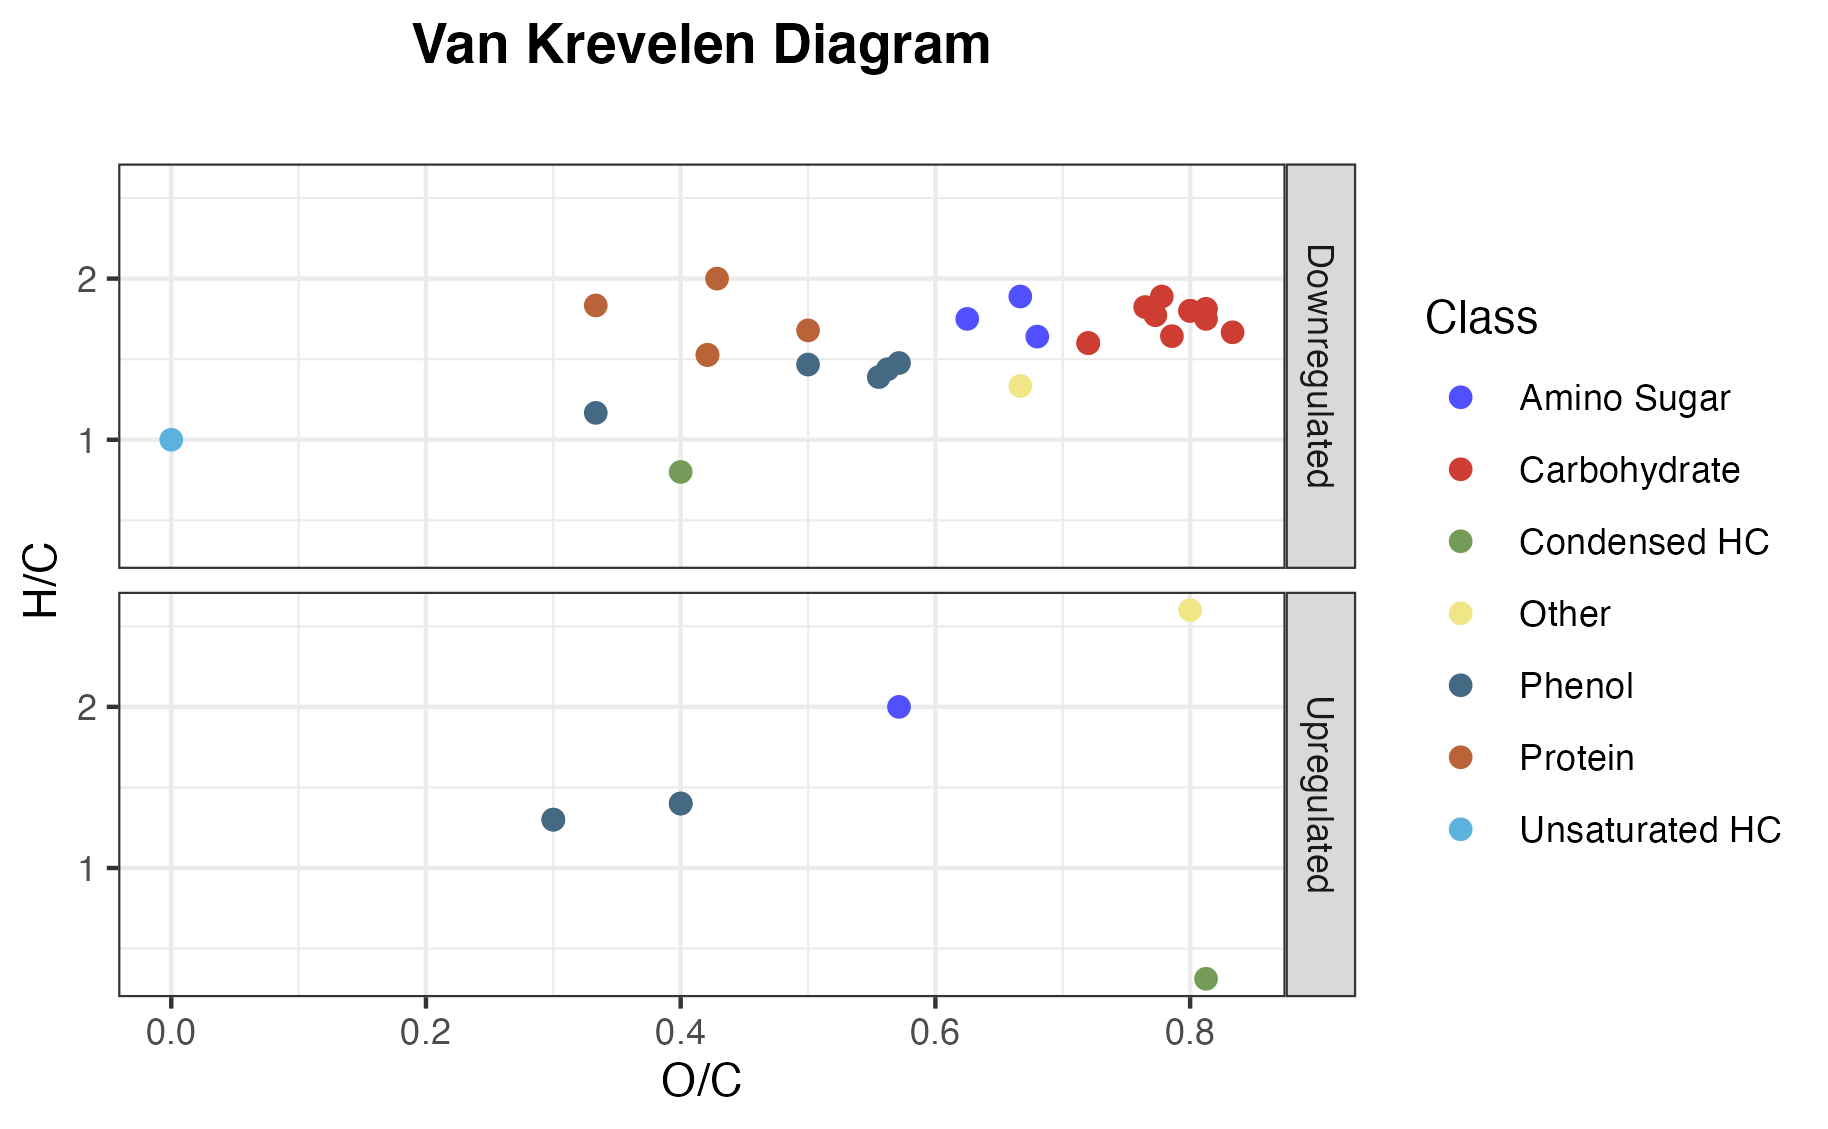 Van Krevelen Diagram
2
1
Downregulated
2
1
Upregulated
H/C
0.0 0.2 0.4 0.6 0.8
O/C
Class
Amino Sugar
Carbohydrate
Condensed HC
Other
Phenol
Protein
Unsaturated HC